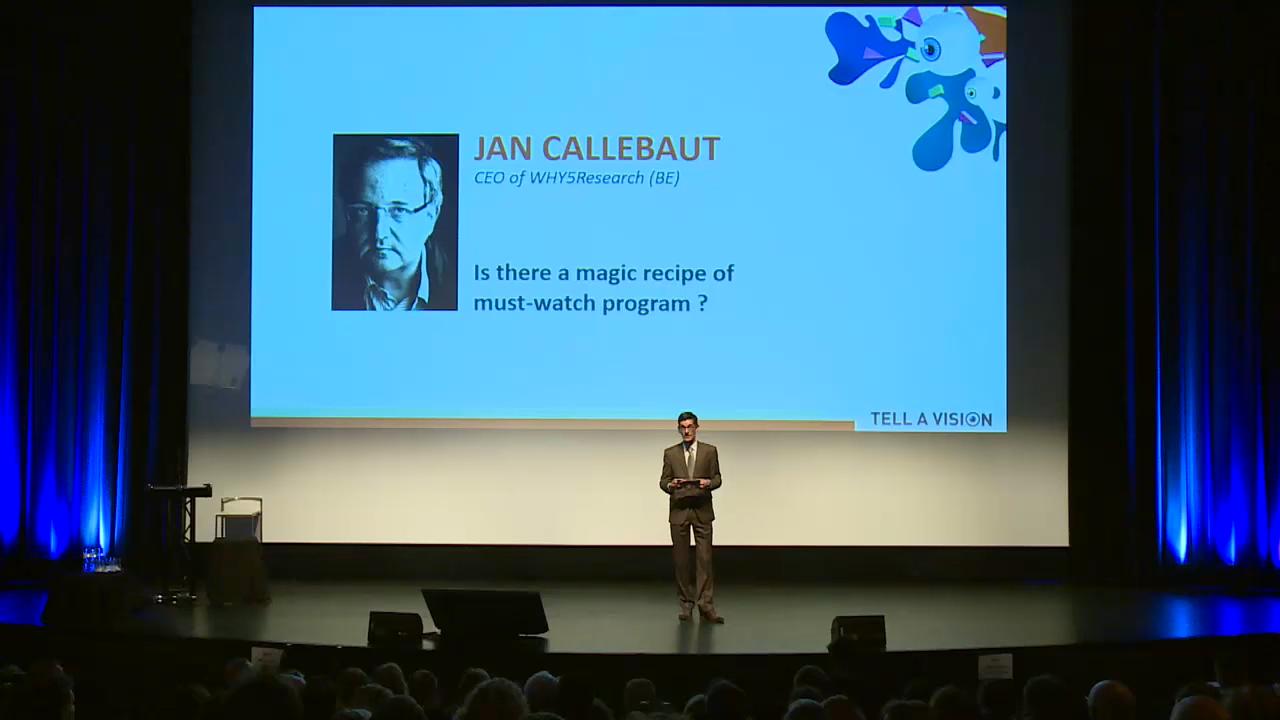 JAN CALLEBAUT
CEO of WHY5Research (BE)
Is there a magic recipe of
must-watch program ?
TELL A VISION